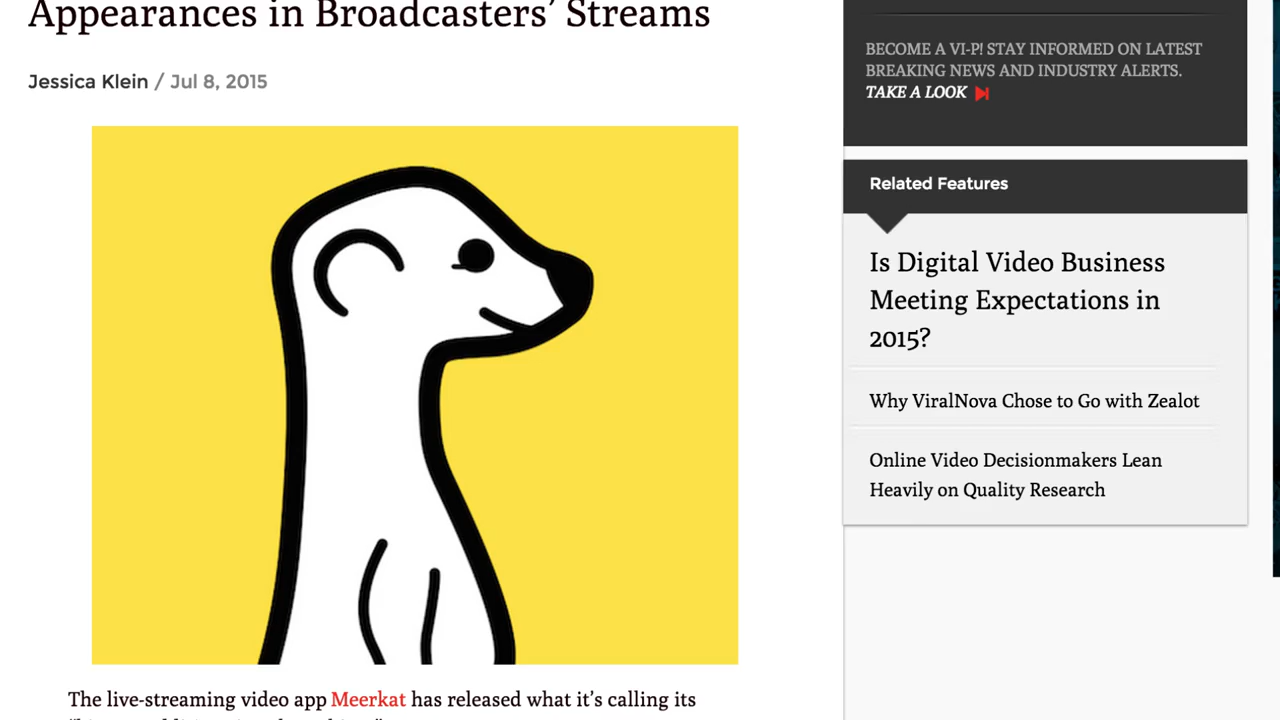 Appearances in Broadcasters’ Streams
Jessica Klein / Jul 8, 2015
The live-streaming video app Meerkat has released what it’s calling its
BECOME A VI-P! STAY INFORMED ON LATEST
BREAKING NEWS AND INDUSTRY ALERTS.
TAKE A LOOK
Related Features
Is Digital Video Business
Meeting Expectations in
2015?
Why ViralNova Chose to Go with Zealot
Online Video Decisionmakers Lean
Heavily on Quality Research